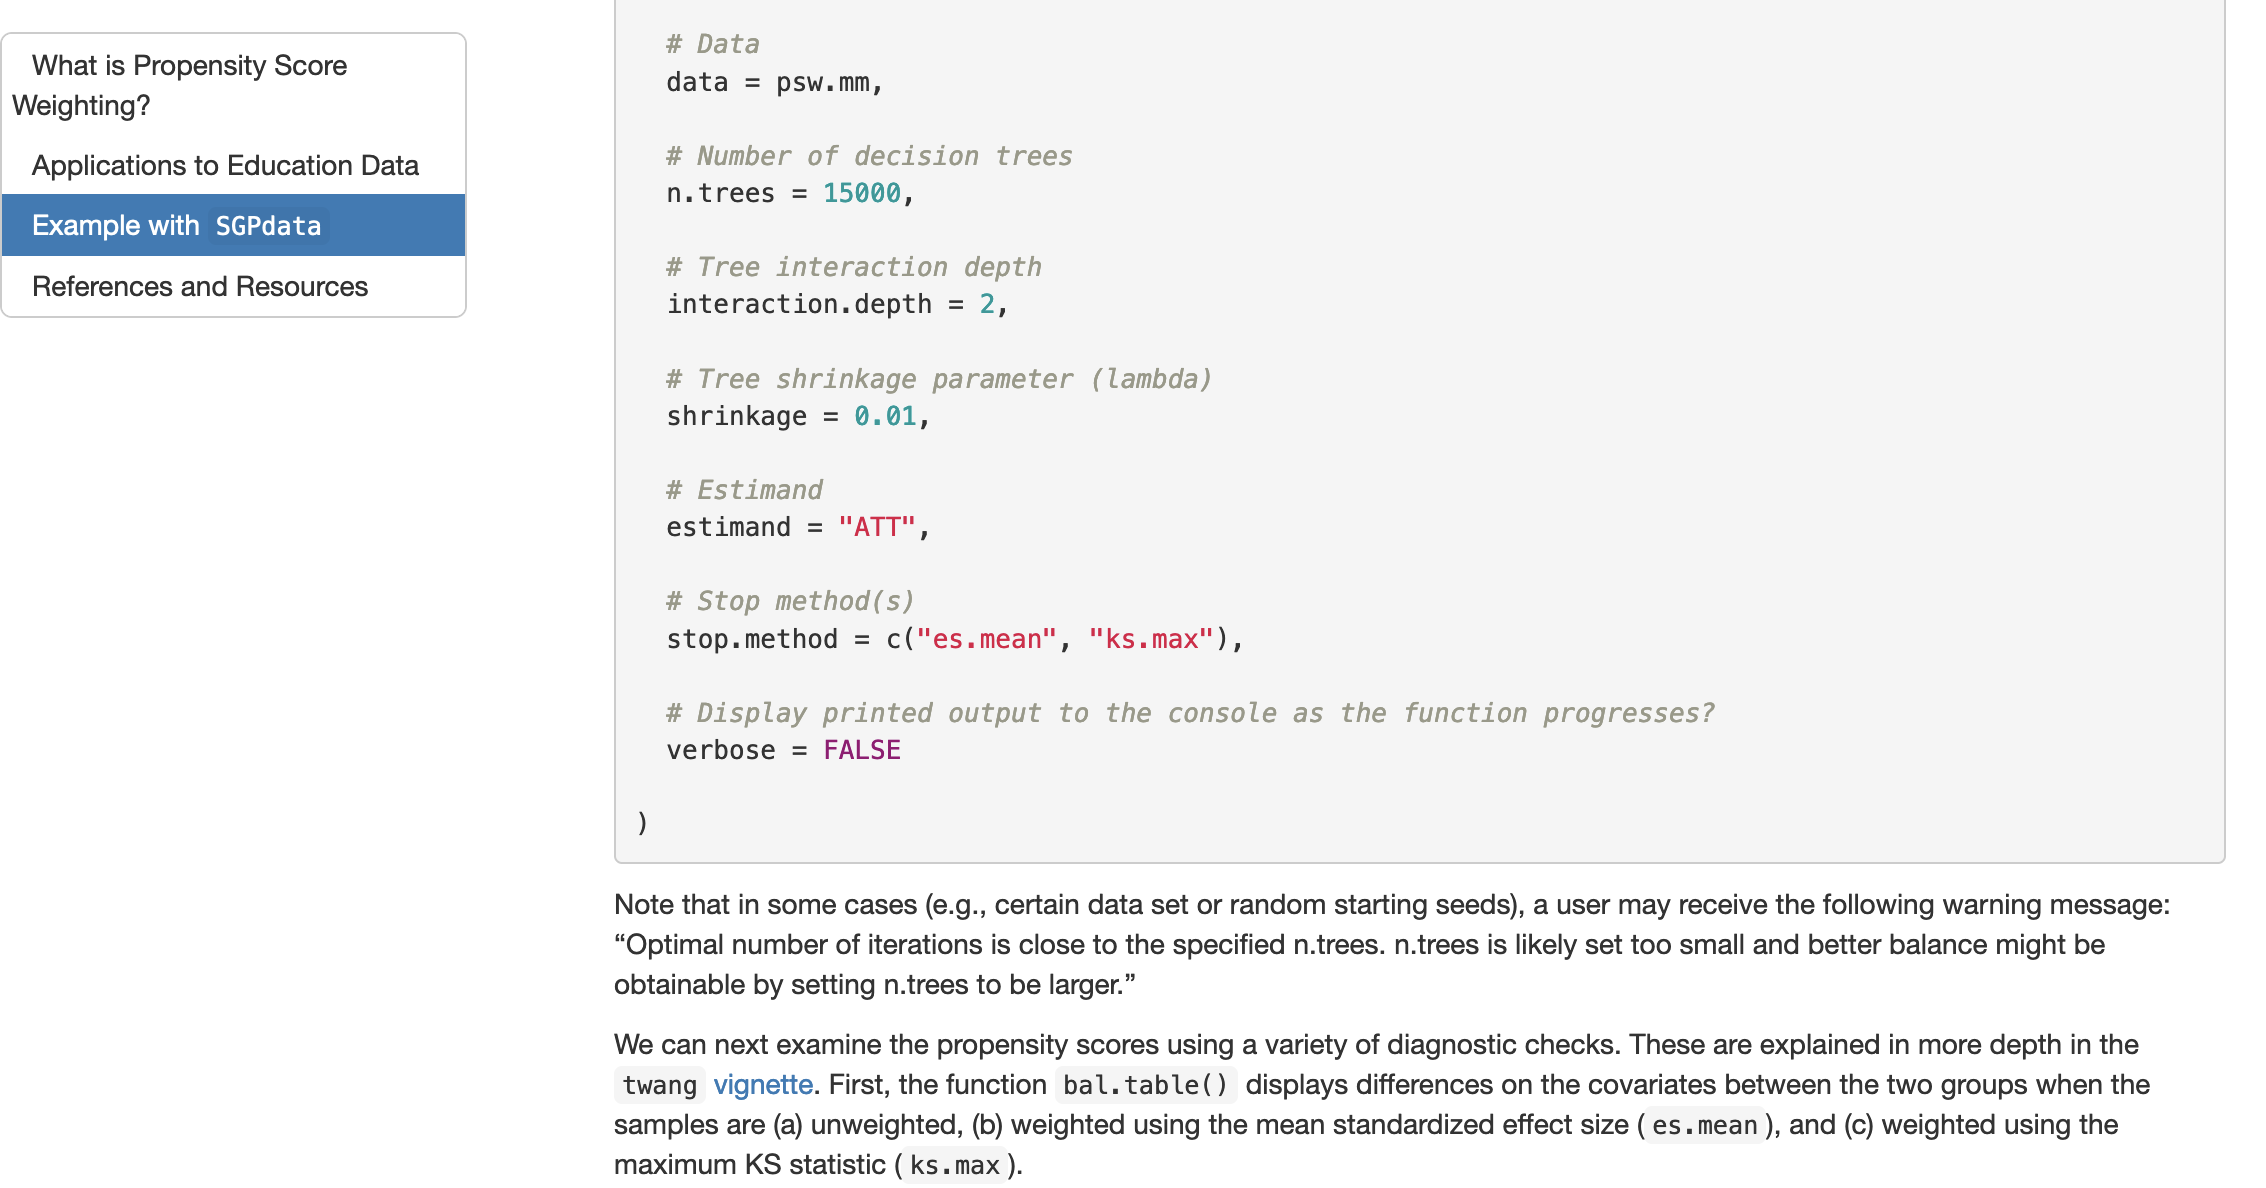 What is Propensity Score
Weighting?
Applications to Education Data
Example with SGPdata
References and Resources
# Data
data = psw.mm,
# Number of decision trees
n.trees = 15000,
# Tree interaction depth
interaction.depth = 2,
# Tree shrinkage parameter (lambda)
shrinkage = 0.01,
# Estimand
estimand = "ATT",
# Stop method(s)
stop.method = c("es.mean", "ks.max"),
# Display printed output to the console as the function progresses?
verbose = FALSE
)
Note that in some cases (e.g., certain data set or random starting seeds), a user may receive the following warning message:
“Optimal number of iterations is close to the specified n.trees. n.trees is likely set too small and better balance might be
obtainable by setting n.trees to be larger.”
We can next examine the propensity scores using a variety of diagnostic checks. These are explained in more depth in the
twang vignette. First, the function bal.table() displays differences on the covariates between the two groups when the
samples are (a) unweighted, (b) weighted using the mean standardized effect size (es.mean), and (c) weighted using the
maximum KS statistic (ks.max).